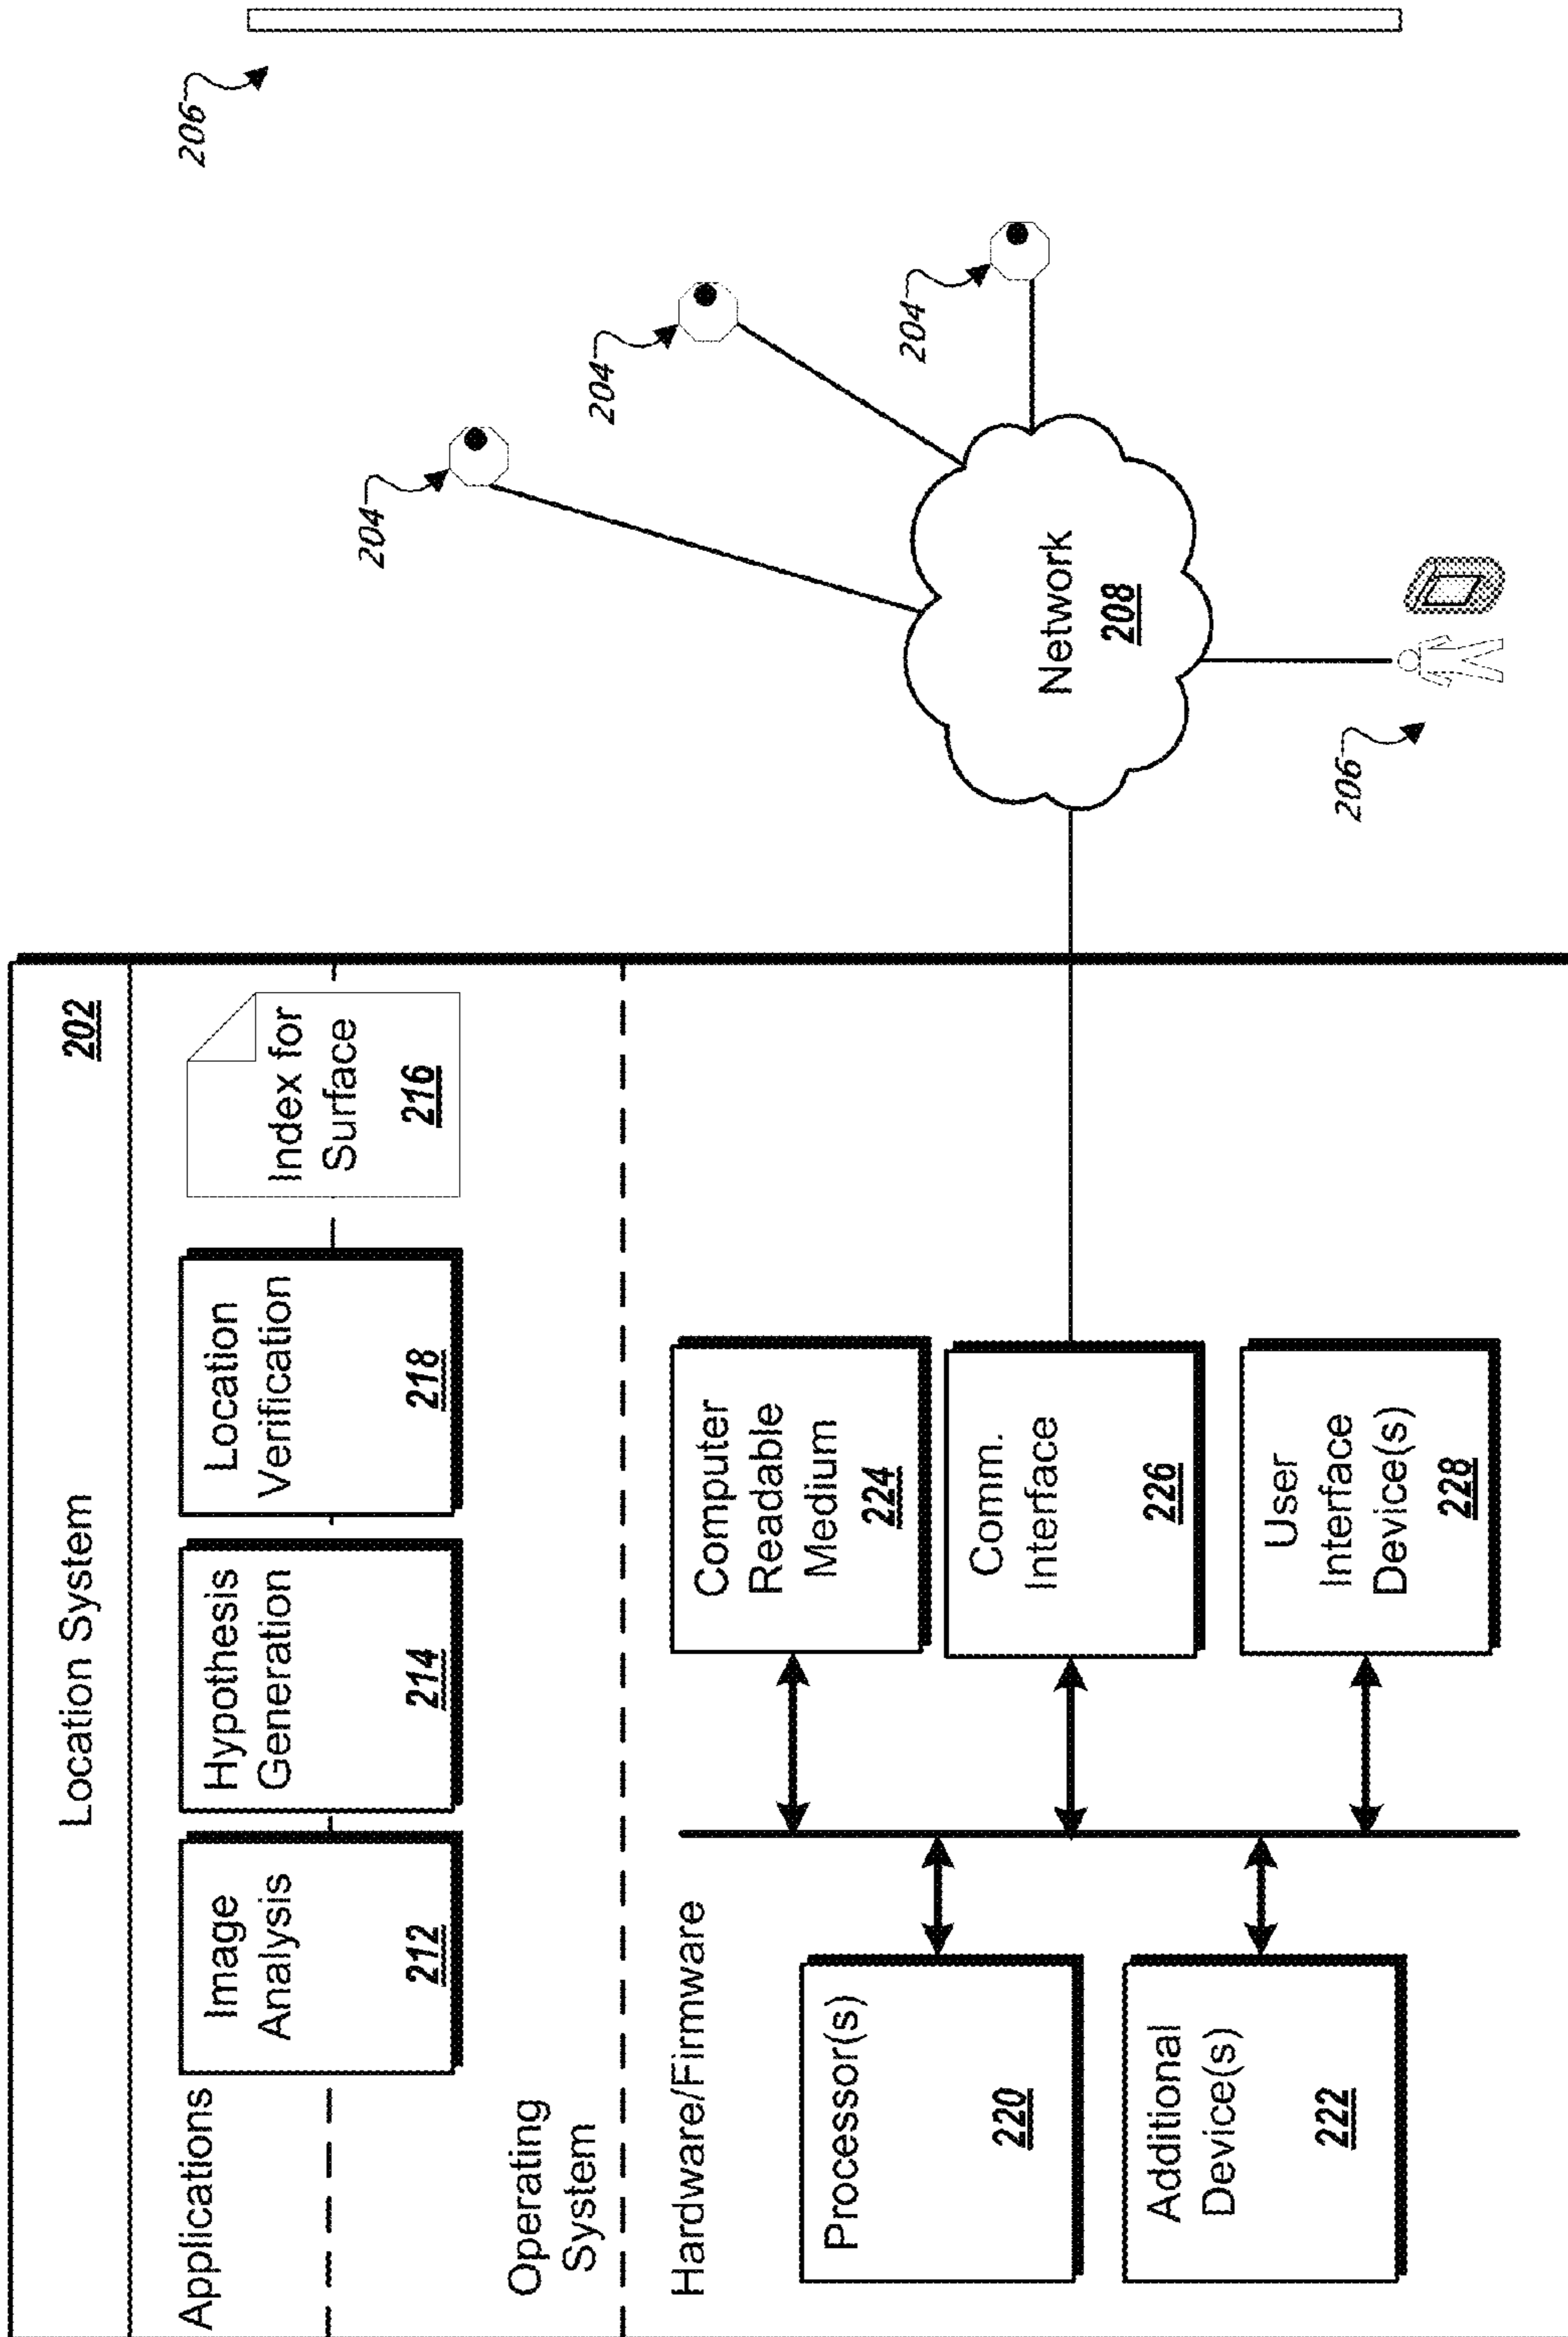 Location System
202
Applications
Image
Analysis
212
Hypothesis
Generation
214
Location
Verification
218
Index for
Surface
216
Operating
System
Hardware/Firmware
Processor(s)
220
Additional
Device(s)
222
Computer
Readable
Medium
224
Comm.
Interface
226
User
Interface
Device(s)
228
Network
208
204
204
204
206
206